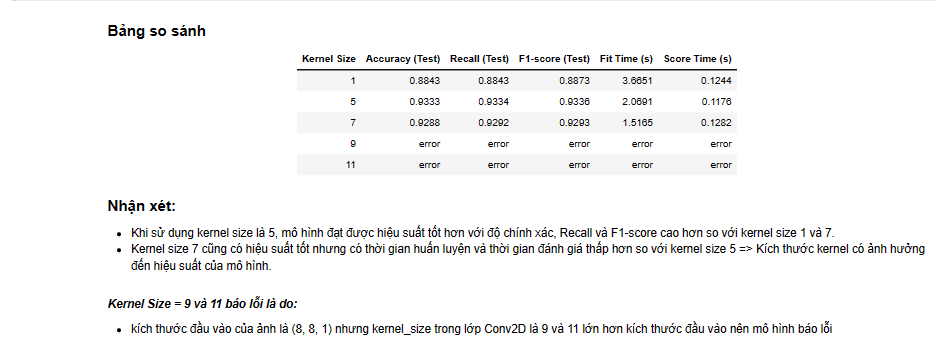 Bảng so sánh
Kernel Size Accuracy (Test) Recall (Test) F1-score (Test) Fit Time (s) Score Time (s)
1 0.8843 0.8843 0.8873 3.6651 0.1244
5 0.9333 0.9334 0.9336 2.0691 0.1176
7 0.9288 0.9292 0.9293 1.5165 0.1282
9 error error error error error
11 error error error error error
Nhận xét:
• Khi sử dụng kernel size là 5, mô hình đạt được hiệu suất tốt hơn với độ chính xác, Recall và F1-score cao hơn so với kernel size 1 và 7.
• Kernel size 7 cũng có hiệu suất tốt nhưng có thời gian huấn luyện và thời gian đánh giá thấp hơn so với kernel size 5 => Kích thước kernel có ảnh hưởng
đến hiệu suất của mô hình.
Kernel Size = 9 và 11 báo lỗi là do:
• kích thước đầu vào của ảnh là (8, 8, 1) nhưng kernel_size trong lớp Conv2D là 9 và 11 lớn hơn kích thước đầu vào nên mô hình báo lỗi